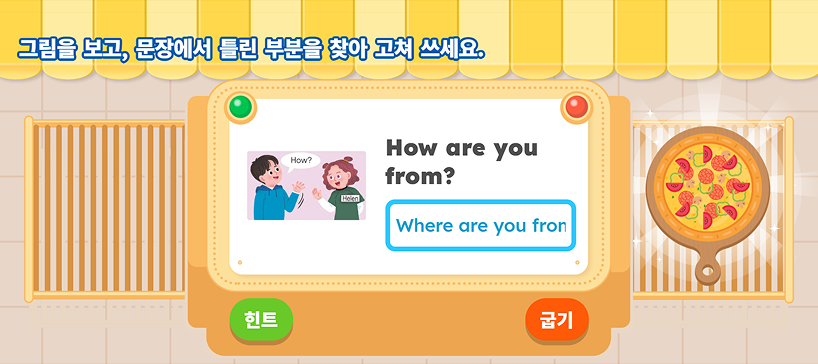 그림을 보고, 문장에서 틀린 부분을 찾아 고쳐 쓰세요.
How?
Helen
How are you
from?
Where are you fron
힌트
굽기